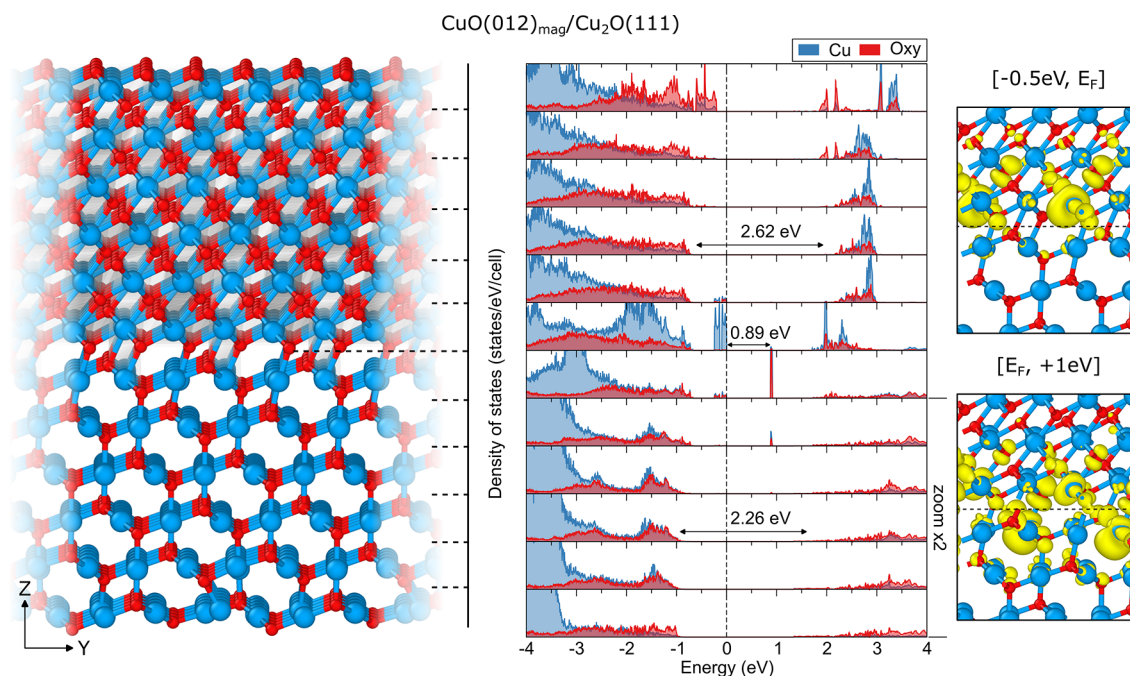 CuO(012)mag/Cu2O(111)
Cu Oxy
[-0.5eV, EF]
2.62 eV
0.89 eV
[EF, +1eV]
2.26 eV
zoom x2
Density of states (states/eV/cell)
-4 -3 -2 -1 0 1 2 3 4
Energy (eV)
Z
Y